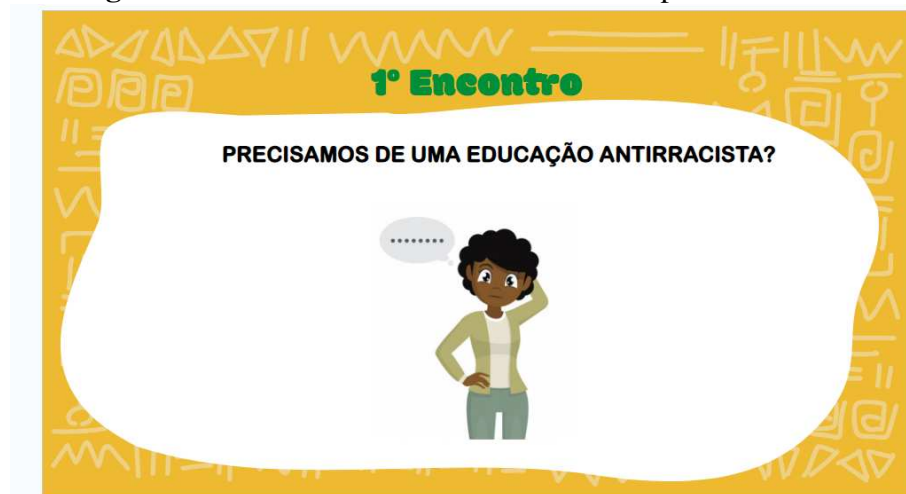 1º Encontro
PRECISAMOS DE UMA EDUCAÇÃO ANTIRRACISTA?
........